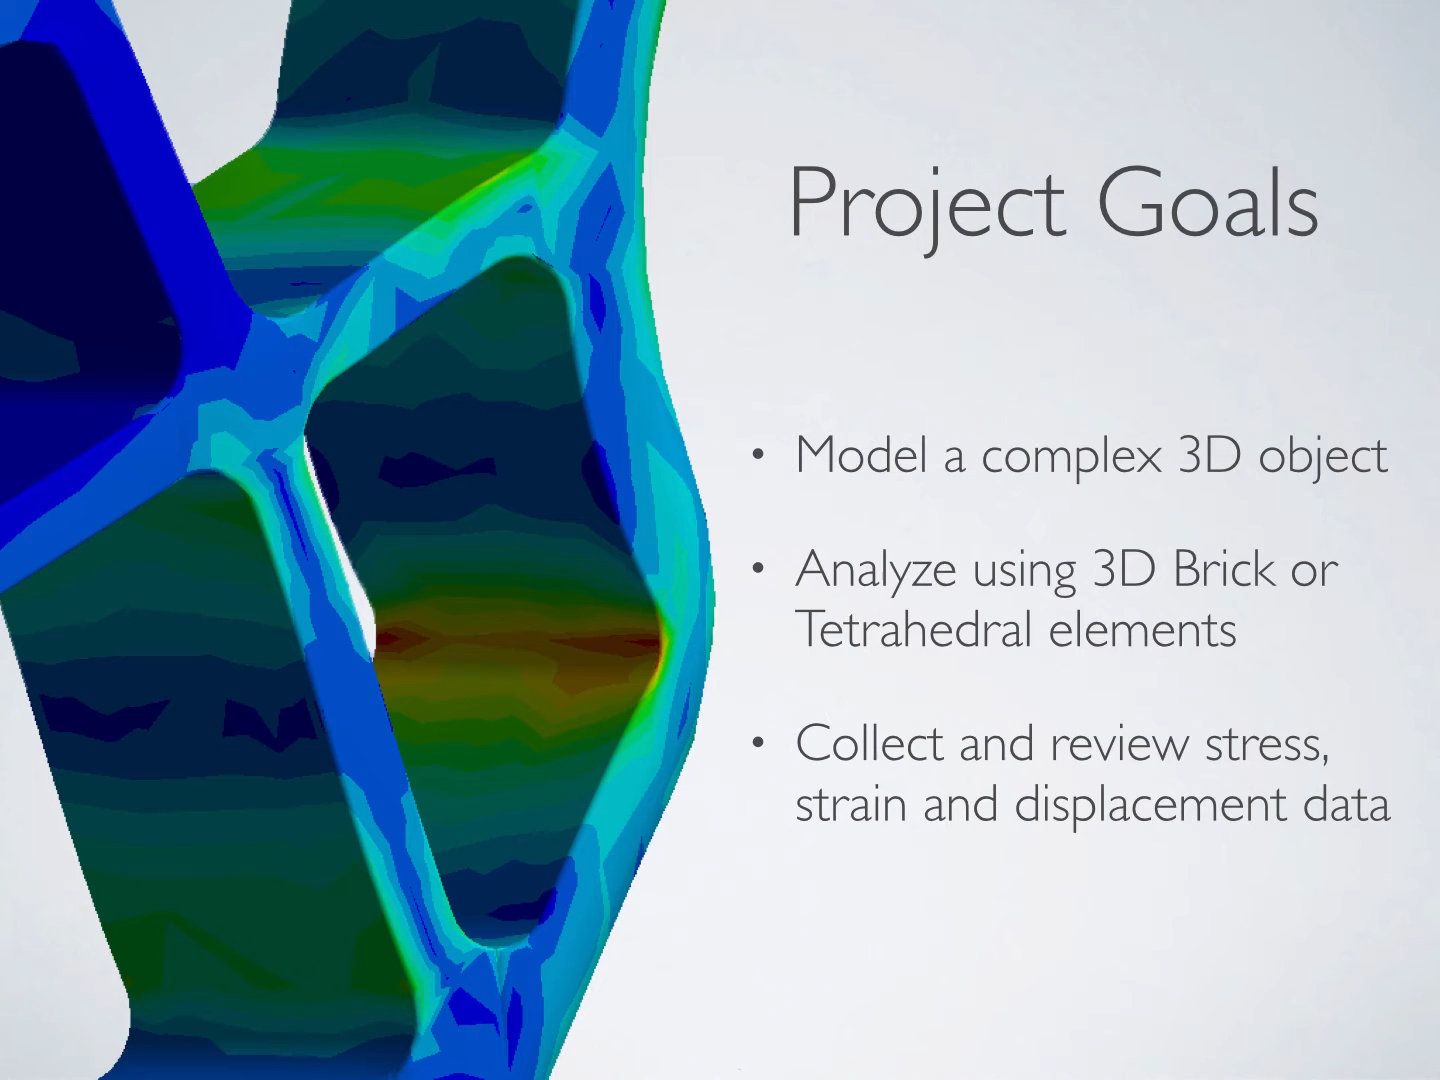 Project Goals
• Model a complex 3D object
• Analyze using 3D Brick or
Tetrahedral elements
• Collect and review stress,
strain and displacement data